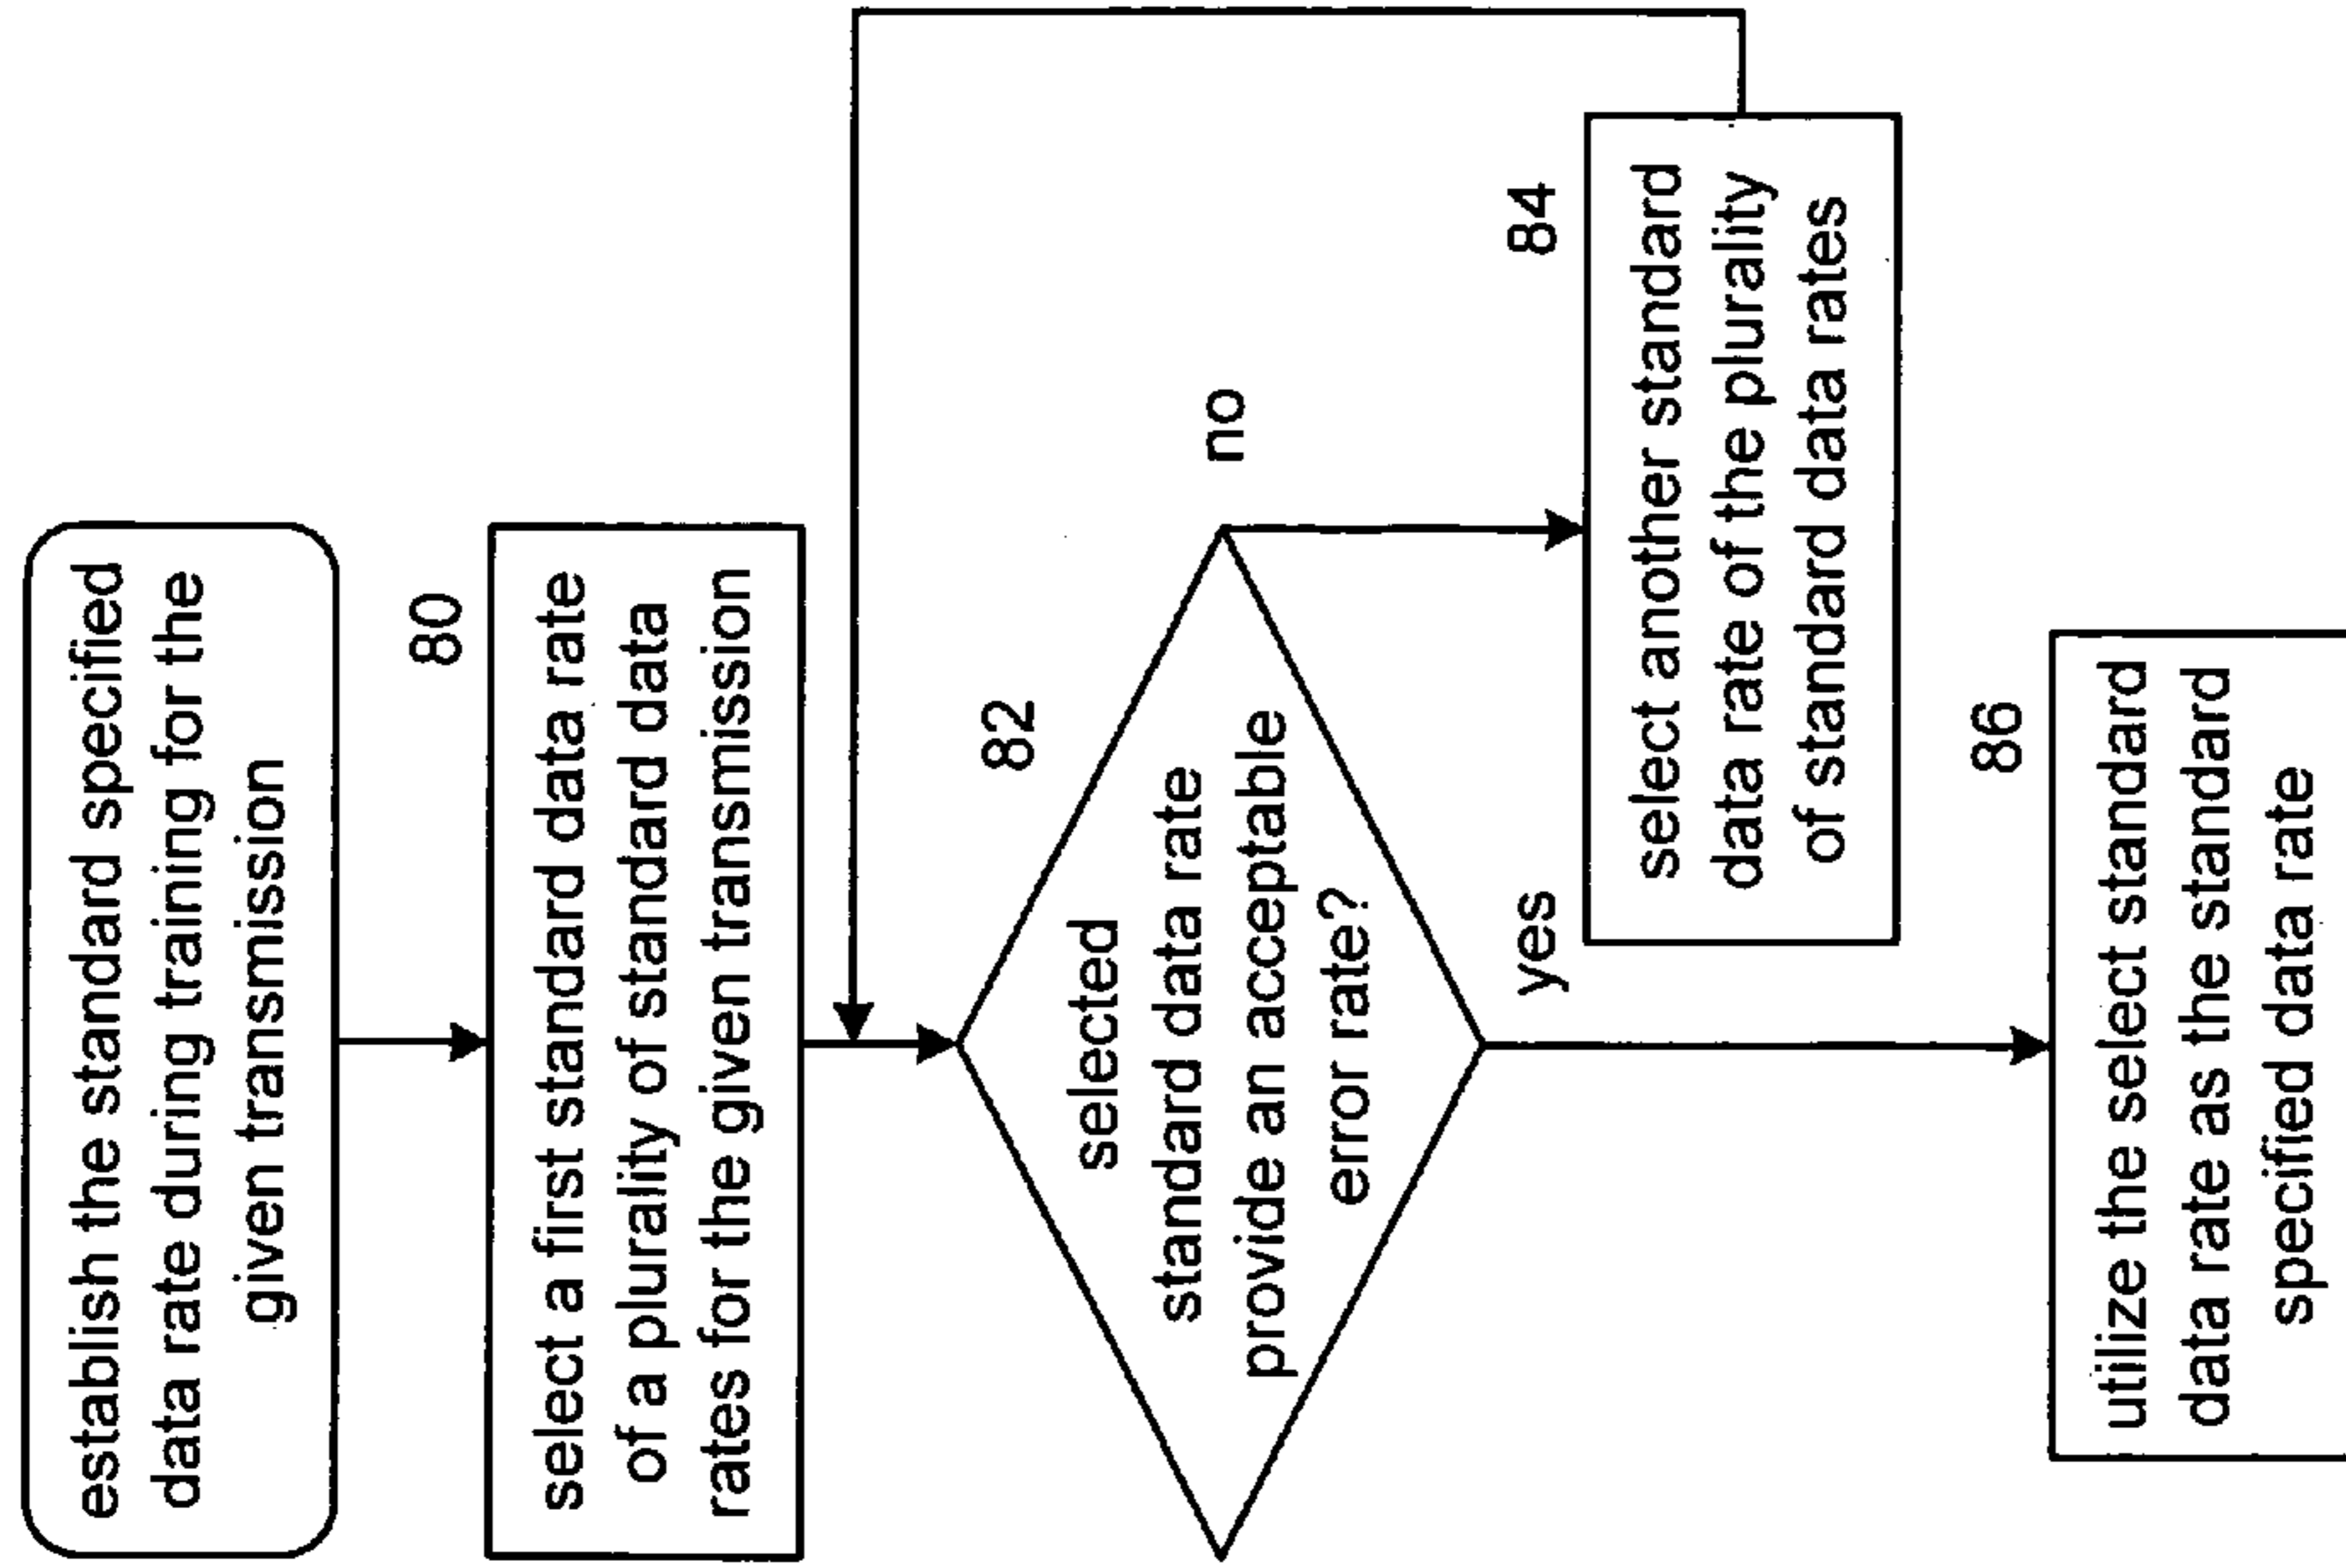 establish the standard specified
data rate during training for the
given transmission
80
select a first standard data rate
of a plurality of standard data
rates for the given transmission
82
selected
standard data rate
provide an acceptable
error rate?
no
yes
84
select another standard
data rate of the plurality
of standard data rates
86
utilize the select standard
data rate as the standard
specified data rate